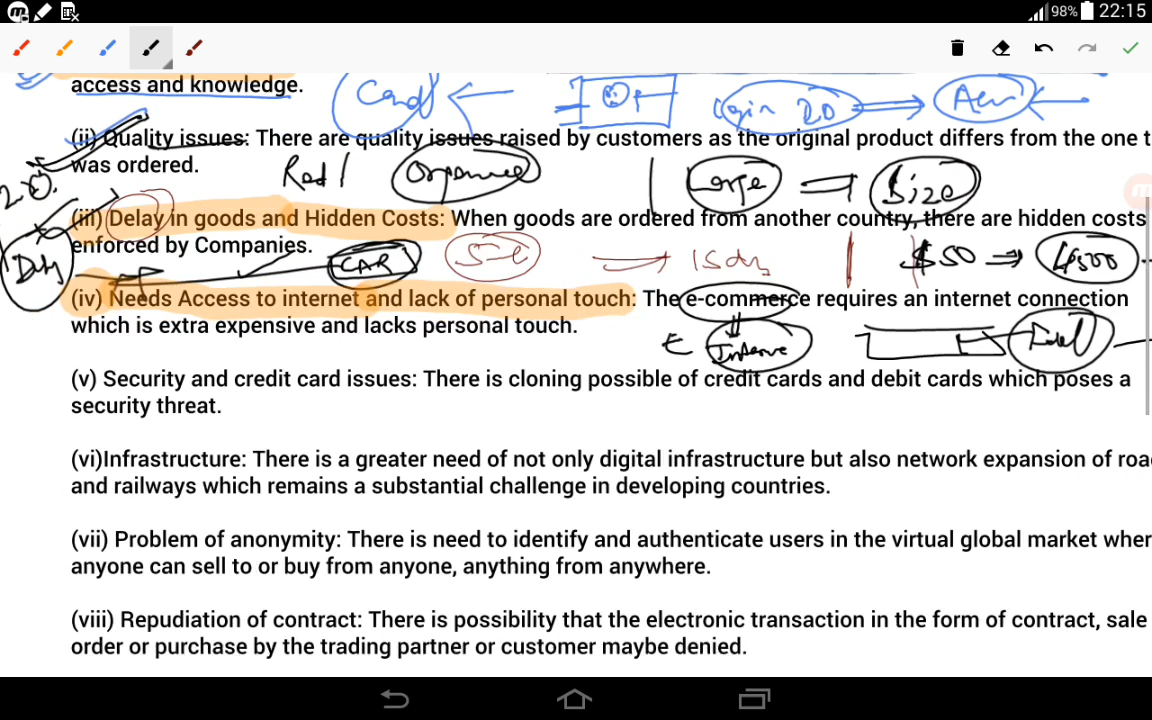 98% 22:15
access and knowledge.
Card
(ii) Quality issues: There are quality issues raised by customers as the original product differs from the one t
was ordered.
Red
Large
Size
(iii) Delay in goods and Hidden Costs: When goods are ordered from another country, there are hidden costs
enforced by Companies.
CAR
$50
(iv) Needs Access to internet and lack of personal touch: The e-commerce requires an internet connection
which is extra expensive and lacks personal touch.
(v) Security and credit card issues: There is cloning possible of credit cards and debit cards which poses a
security threat.
(vi)Infrastructure: There is a greater need of not only digital infrastructure but also network expansion of roa
and railways which remains a substantial challenge in developing countries.
(vii) Problem of anonymity: There is need to identify and authenticate users in the virtual global market wher
anyone can sell to or buy from anyone, anything from anywhere.
(viii) Repudiation of contract: There is possibility that the electronic transaction in the form of contract, sale
order or purchase by the trading partner or customer maybe denied.